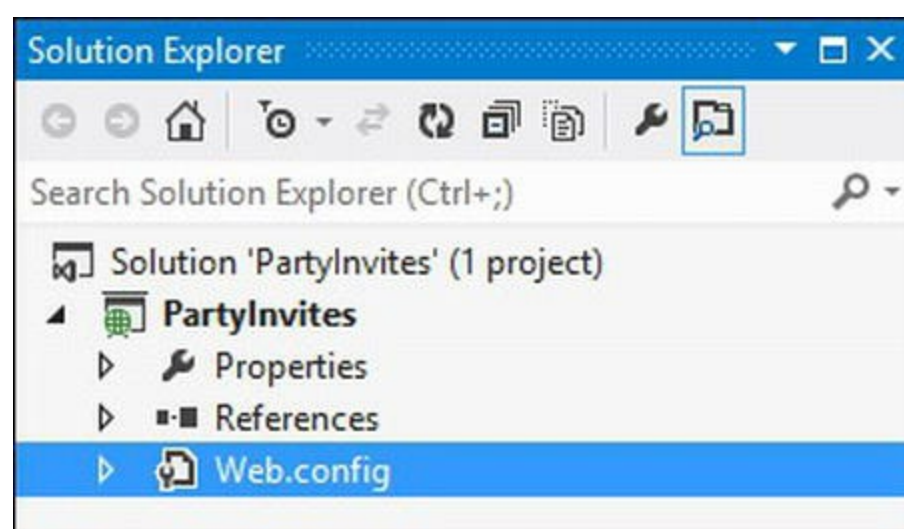 Solution Explorer
Search Solution Explorer (Ctrl+;)
Solution 'PartyInvites' (1 project)
PartyInvites
Properties
References
Web.config